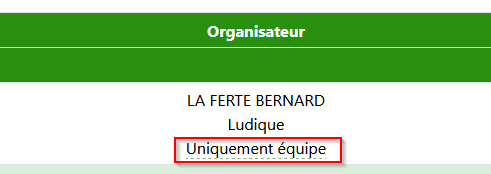 Organisateur
LA FERTE BERNARD
Ludique
Uniquement équipe